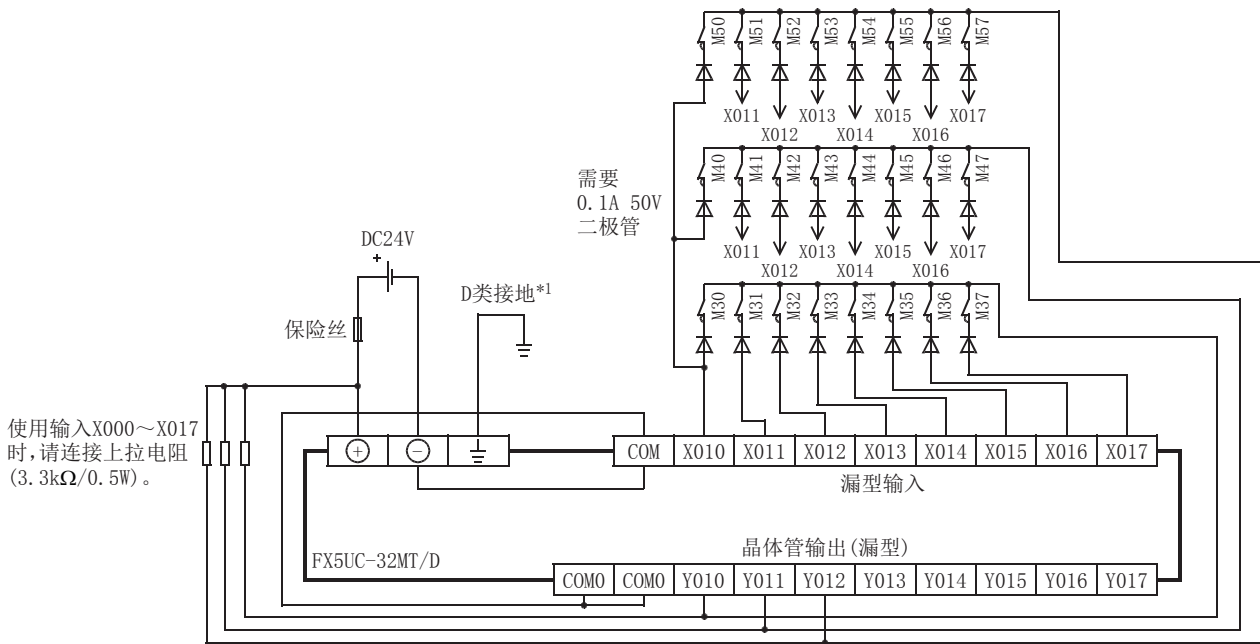 M50 M51 M52 M53 M54 M55 M56 M57
X011 X013 X015 X017
X012 X014 X016
M40 M41 M42 M43 M44 M45 M46 M47
需要
0.1A 50V
二极管
X011 X013 X015 X017
X012 X014 X016
DC24V
+
D类接地*1
M30 M31 M32 M33 M34 M35 M36 M37
保险丝
使用输入X000～X017
时,请连接上拉电阻
(3.3kΩ/0.5W)。
+ − COM X010 X011 X012 X013 X014 X015 X016 X017
漏型输入
晶体管输出(漏型)
FX5UC-32MT/D
COM0 COM0 Y010 Y011 Y012 Y013 Y014 Y015 Y016 Y017